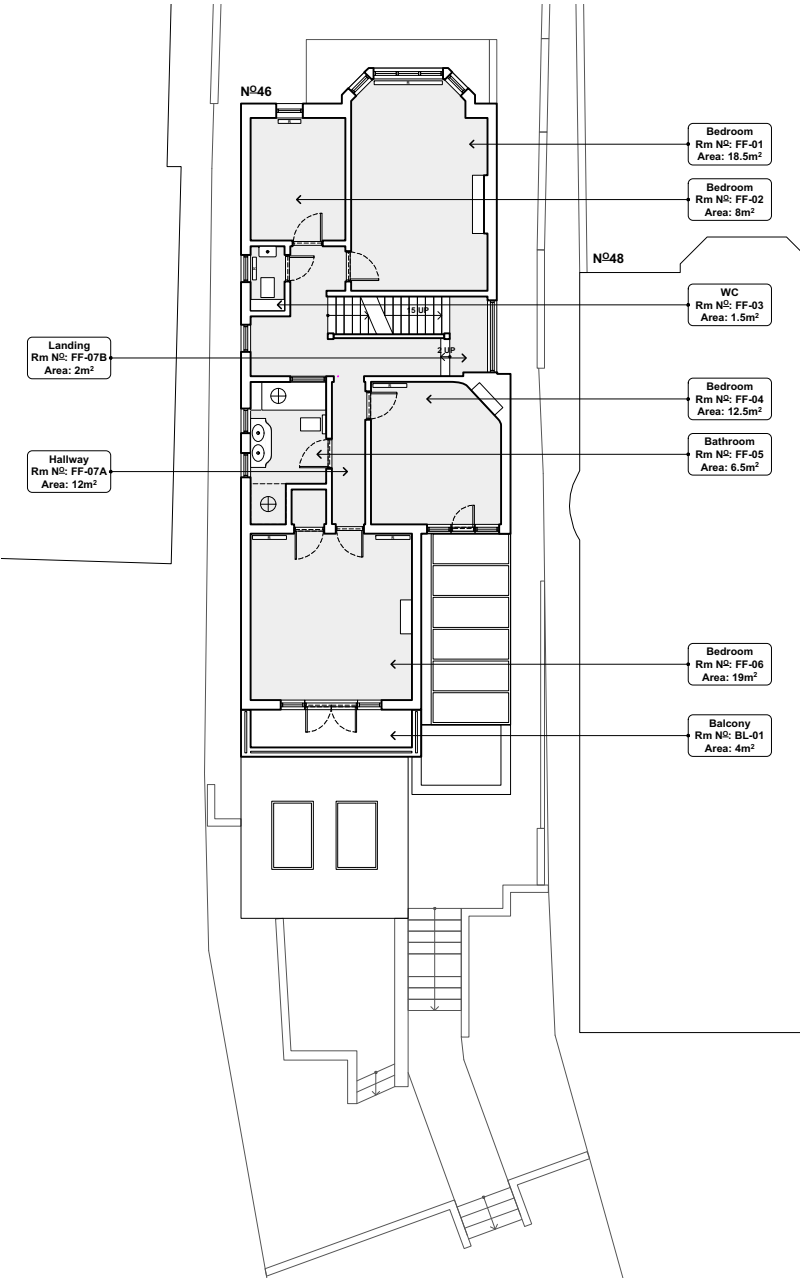 Nº46
Bedroom
Rm Nº: FF-01
Area: 18.5m²
Bedroom
Rm Nº: FF-02
Area: 8m²
Nº48
WC
Rm Nº: FF-03
Area: 1.5m²
15 UP
Landing
Rm Nº: FF-07B
Area: 2m²
2 UP
Bedroom
Rm Nº: FF-04
Area: 12.5m²
Bathroom
Rm Nº: FF-05
Area: 6.5m²
Hallway
Rm Nº: FF-07A
Area: 12m²
Bedroom
Rm Nº: FF-06
Area: 19m²
Balcony
Rm Nº: BL-01
Area: 4m²